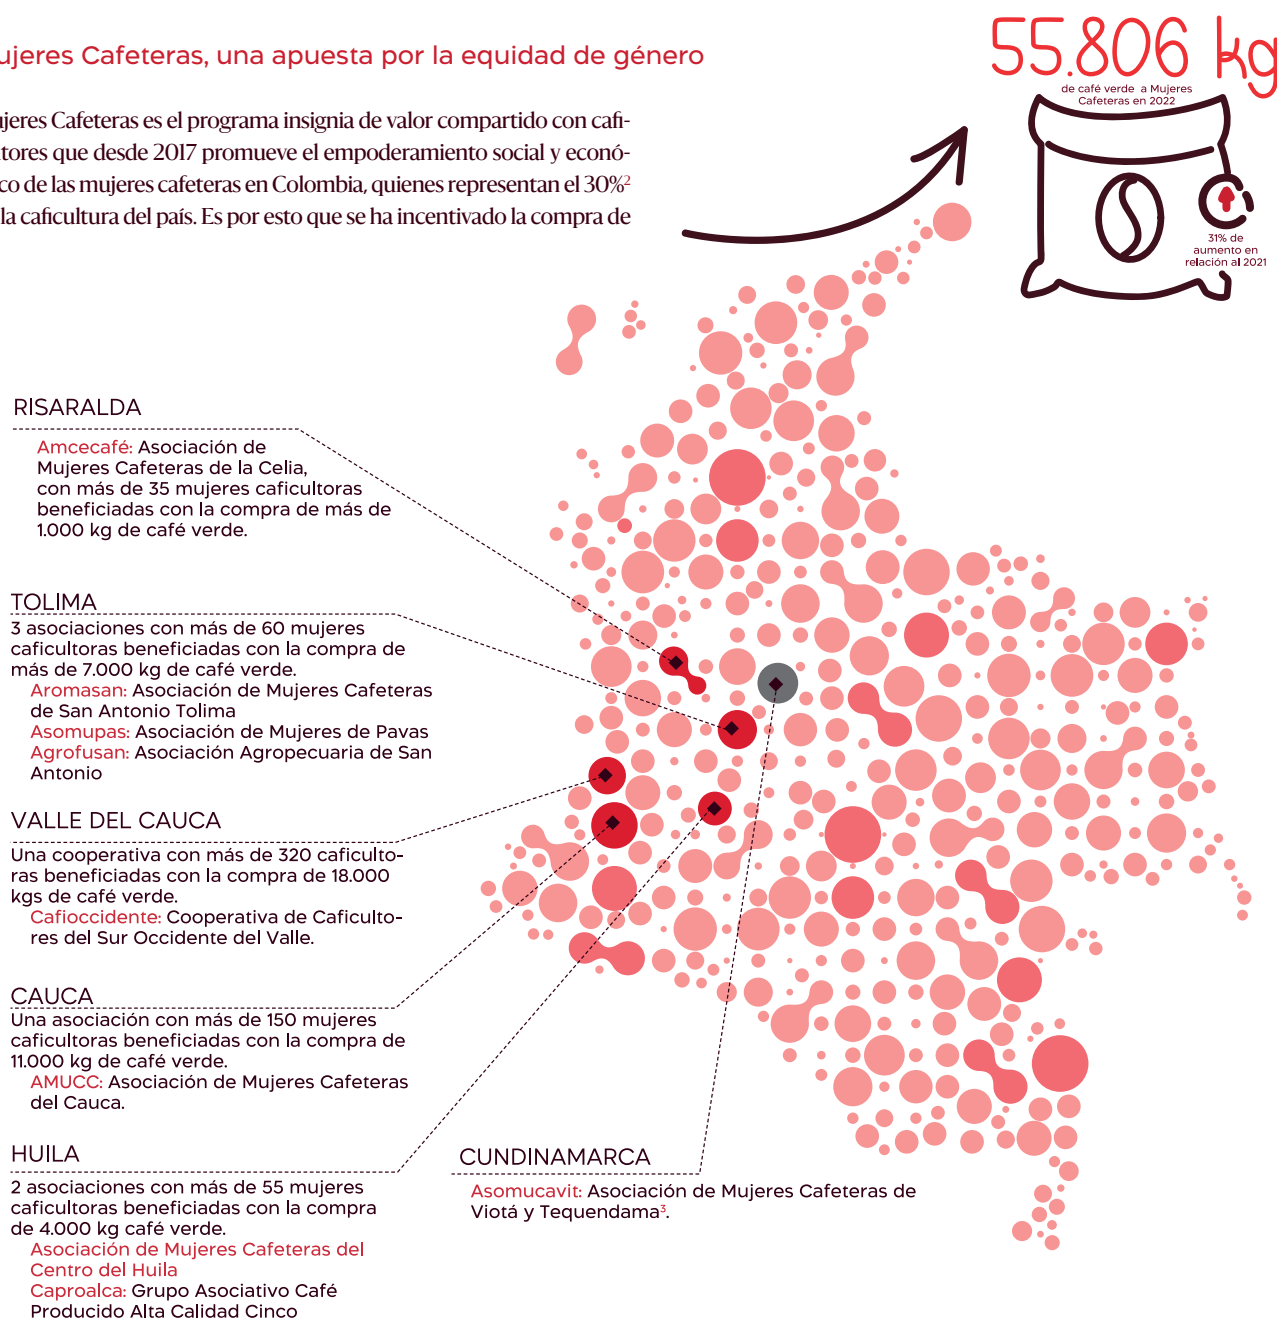 ujeres Cafeteras, una apuesta por la equidad de género
55.806 kg
de café verde a Mujeres
Cafeteras en 2022
ujeres Cafeteras es el programa insignia de valor compartido con cafi-
tores que desde 2017 promueve el empoderamiento social y econó-
co de las mujeres cafeteras en Colombia, quienes representan el 30%²
la caficultura del país. Es por esto que se ha incentivado la compra de
31% de
aumento en
relación al 2021
RISARALDA
Amcecafé: Asociación de
Mujeres Cafeteras de la Celia,
con más de 35 mujeres caficultoras
beneficiadas con la compra de más de
1.000 kg de café verde.
TOLIMA
3 asociaciones con más de 60 mujeres
caficultoras beneficiadas con la compra de
más de 7.000 kg de café verde.
Aromasan: Asociación de Mujeres Cafeteras
de San Antonio Tolima
Asomupas: Asociación de Mujeres de Pavas
Agrofusan: Asociación Agropecuaria de San
Antonio
VALLE DEL CAUCA
Una cooperativa con más de 320 caficulto-
ras beneficiadas con la compra de 18.000
kgs de café verde.
Cafioccidente: Cooperativa de Caficulto-
res del Sur Occidente del Valle.
CAUCA
Una asociación con más de 150 mujeres
caficultoras beneficiadas con la compra de
11.000 kg de café verde.
AMUCC: Asociación de Mujeres Cafeteras
del Cauca.
HUILA
2 asociaciones con más de 55 mujeres
caficultoras beneficiadas con la compra
de 4.000 kg café verde.
Asociación de Mujeres Cafeteras del
Centro del Huila
Caproalca: Grupo Asociativo Café
Producido Alta Calidad Cinco
CUNDINAMARCA
Asomucavit: Asociación de Mujeres Cafeteras de
Viotá y Tequendama³.